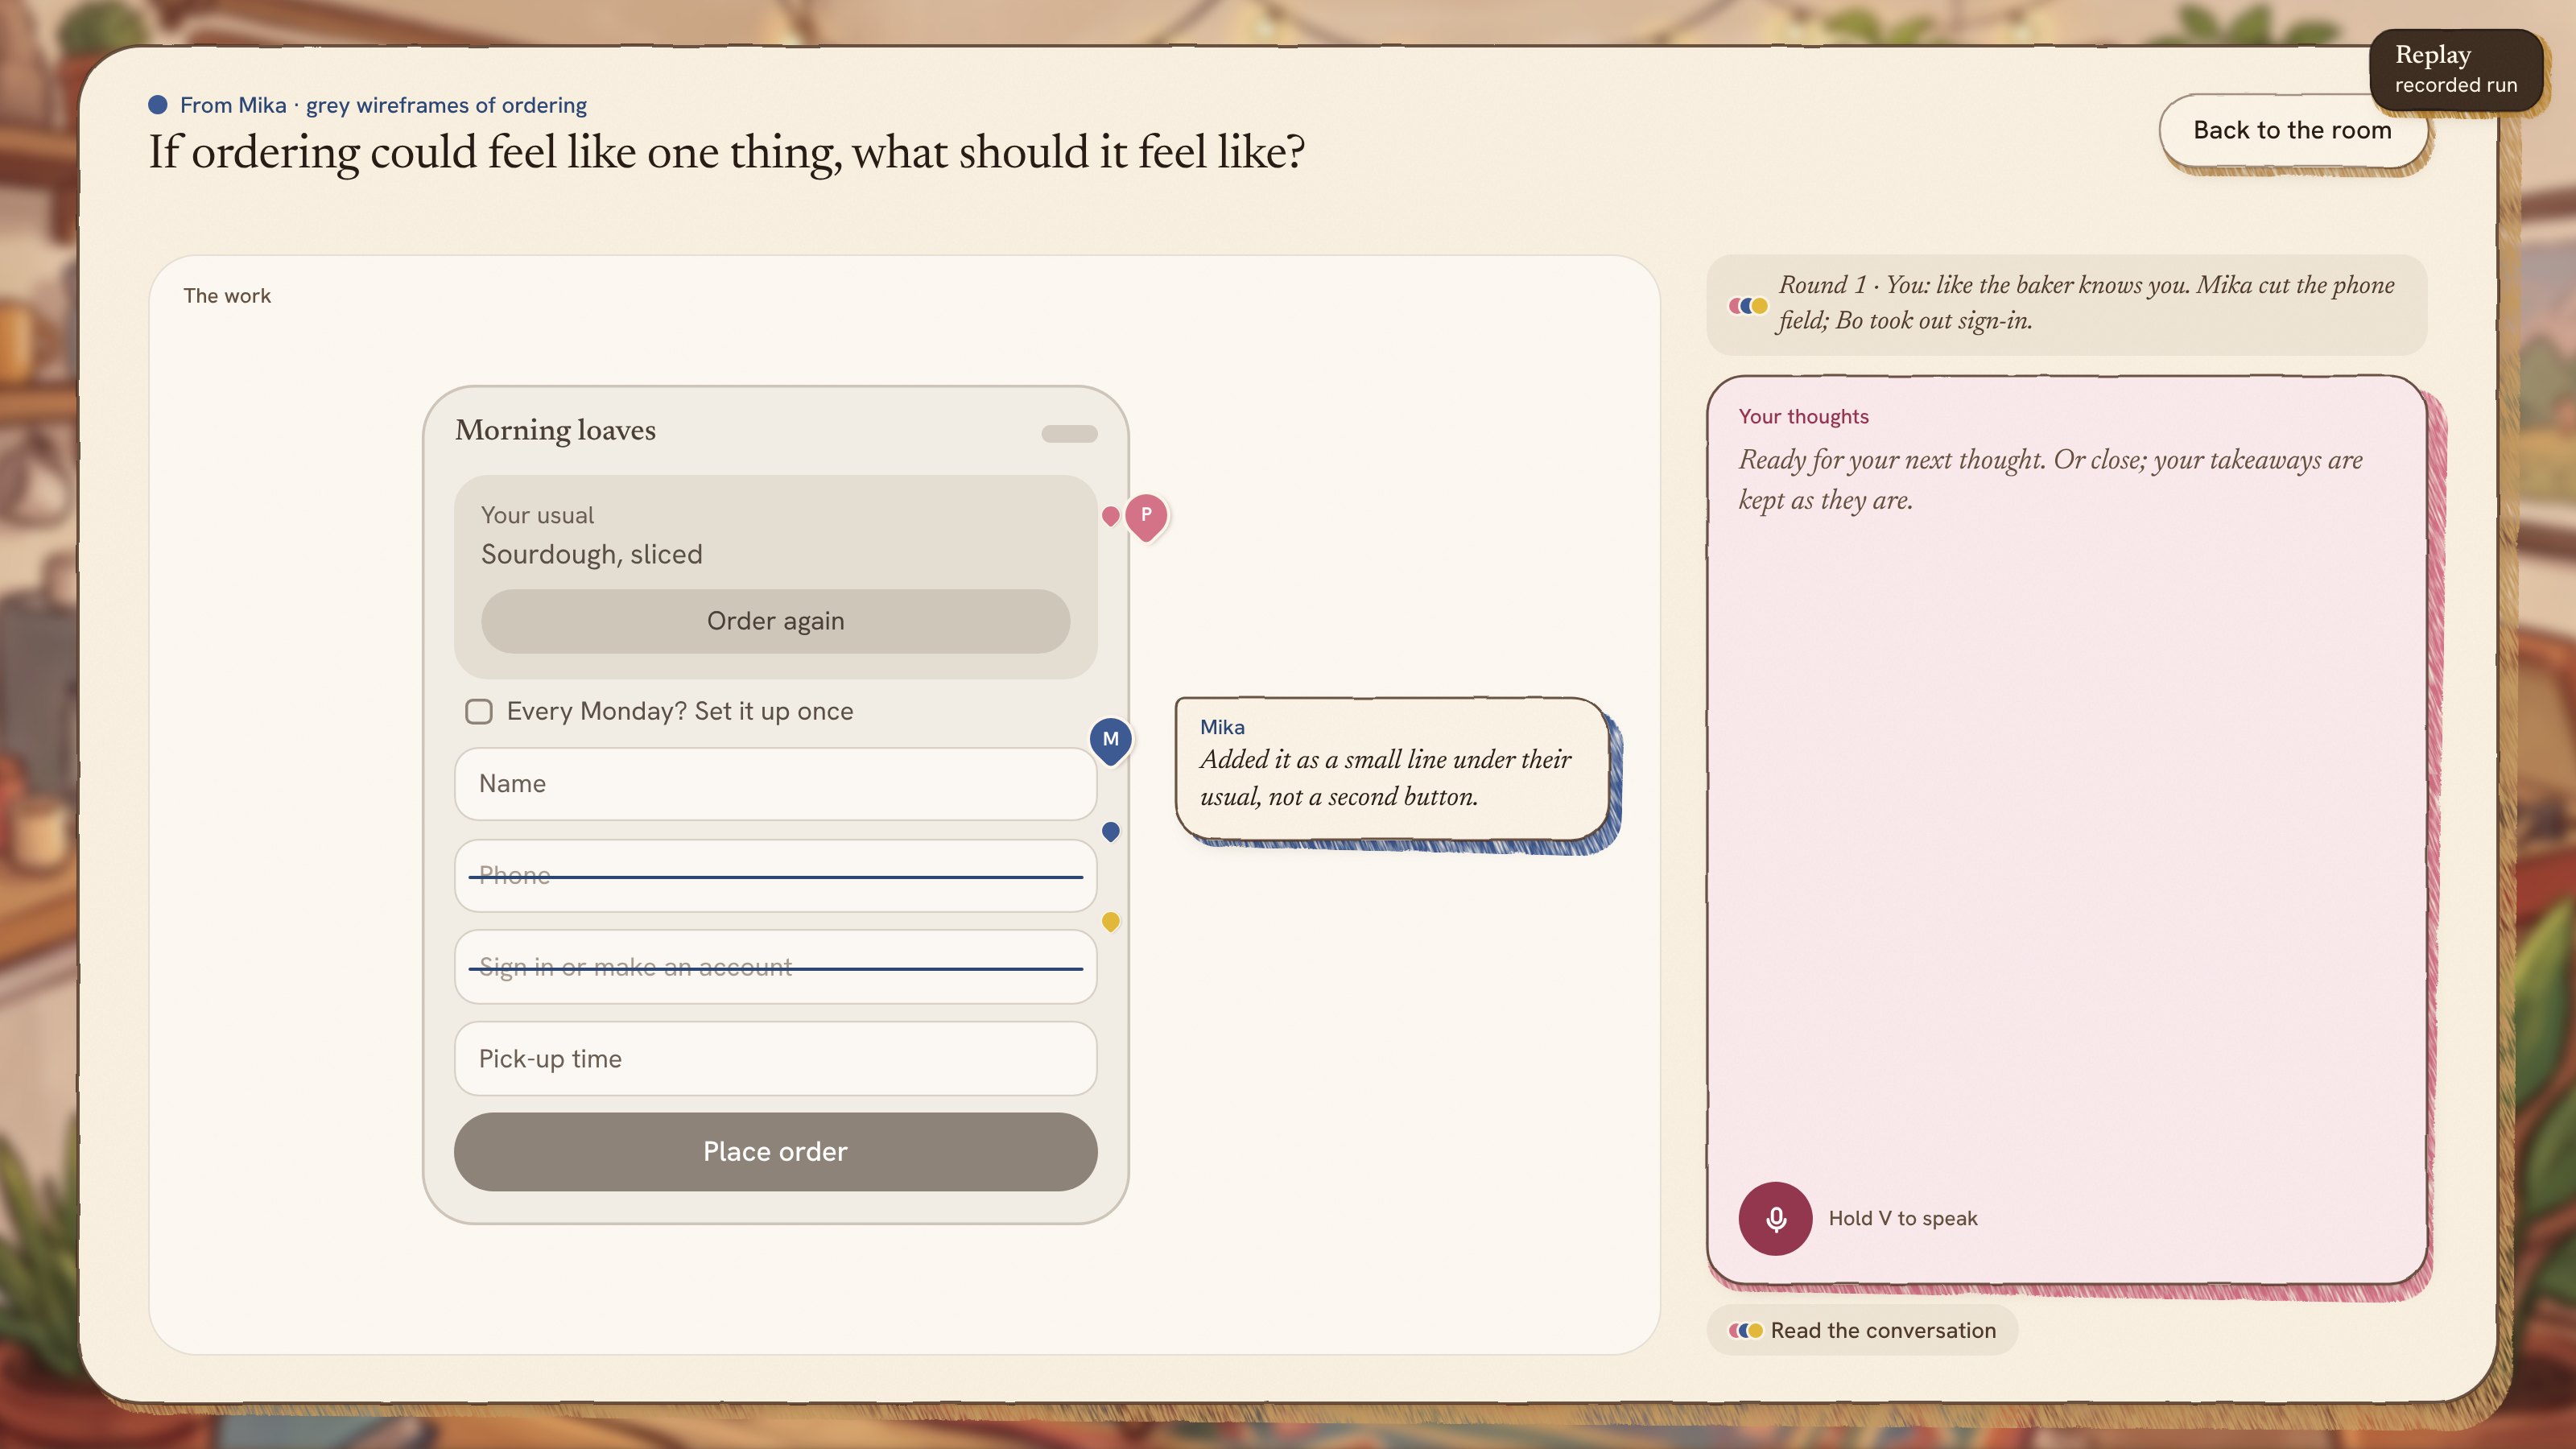 Replay
recorded run
From Mika · grey wireframes of ordering
If ordering could feel like one thing, what should it feel like?
Back to the room
The work
Morning loaves
Your usual
Sourdough, sliced
Order again
Every Monday? Set it up once
Name
Phone
Sign in or make an account
Pick-up time
Place order
P
M
Mika
Added it as a small line under their
usual, not a second button.
Round 1 · You: like the baker knows you. Mika cut the phone
field; Bo took out sign-in.
Your thoughts
Ready for your next thought. Or close; your takeaways are
kept as they are.
Hold V to speak
Read the conversation